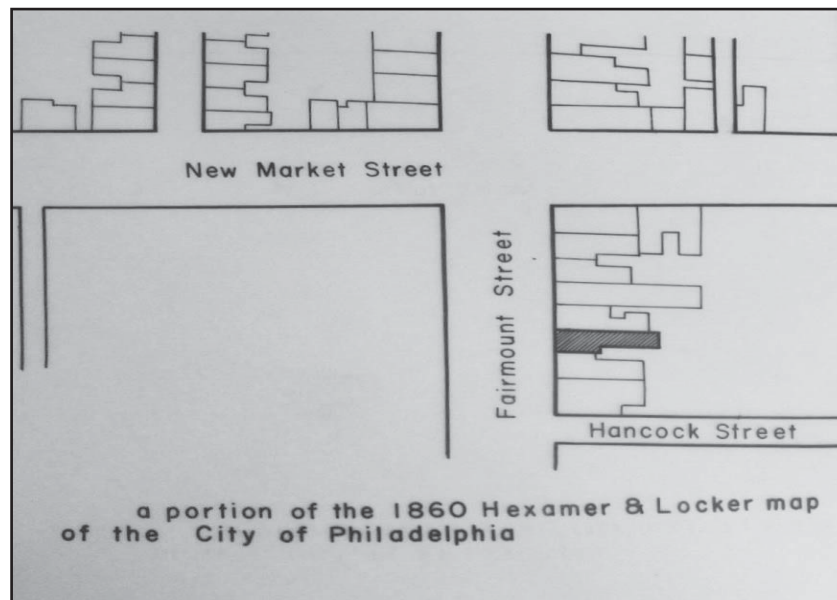 New Market Street
Fairmount Street
Hancock Street
a portion of the 1860 Hexamer & Locker map
of the City of Philadelphia